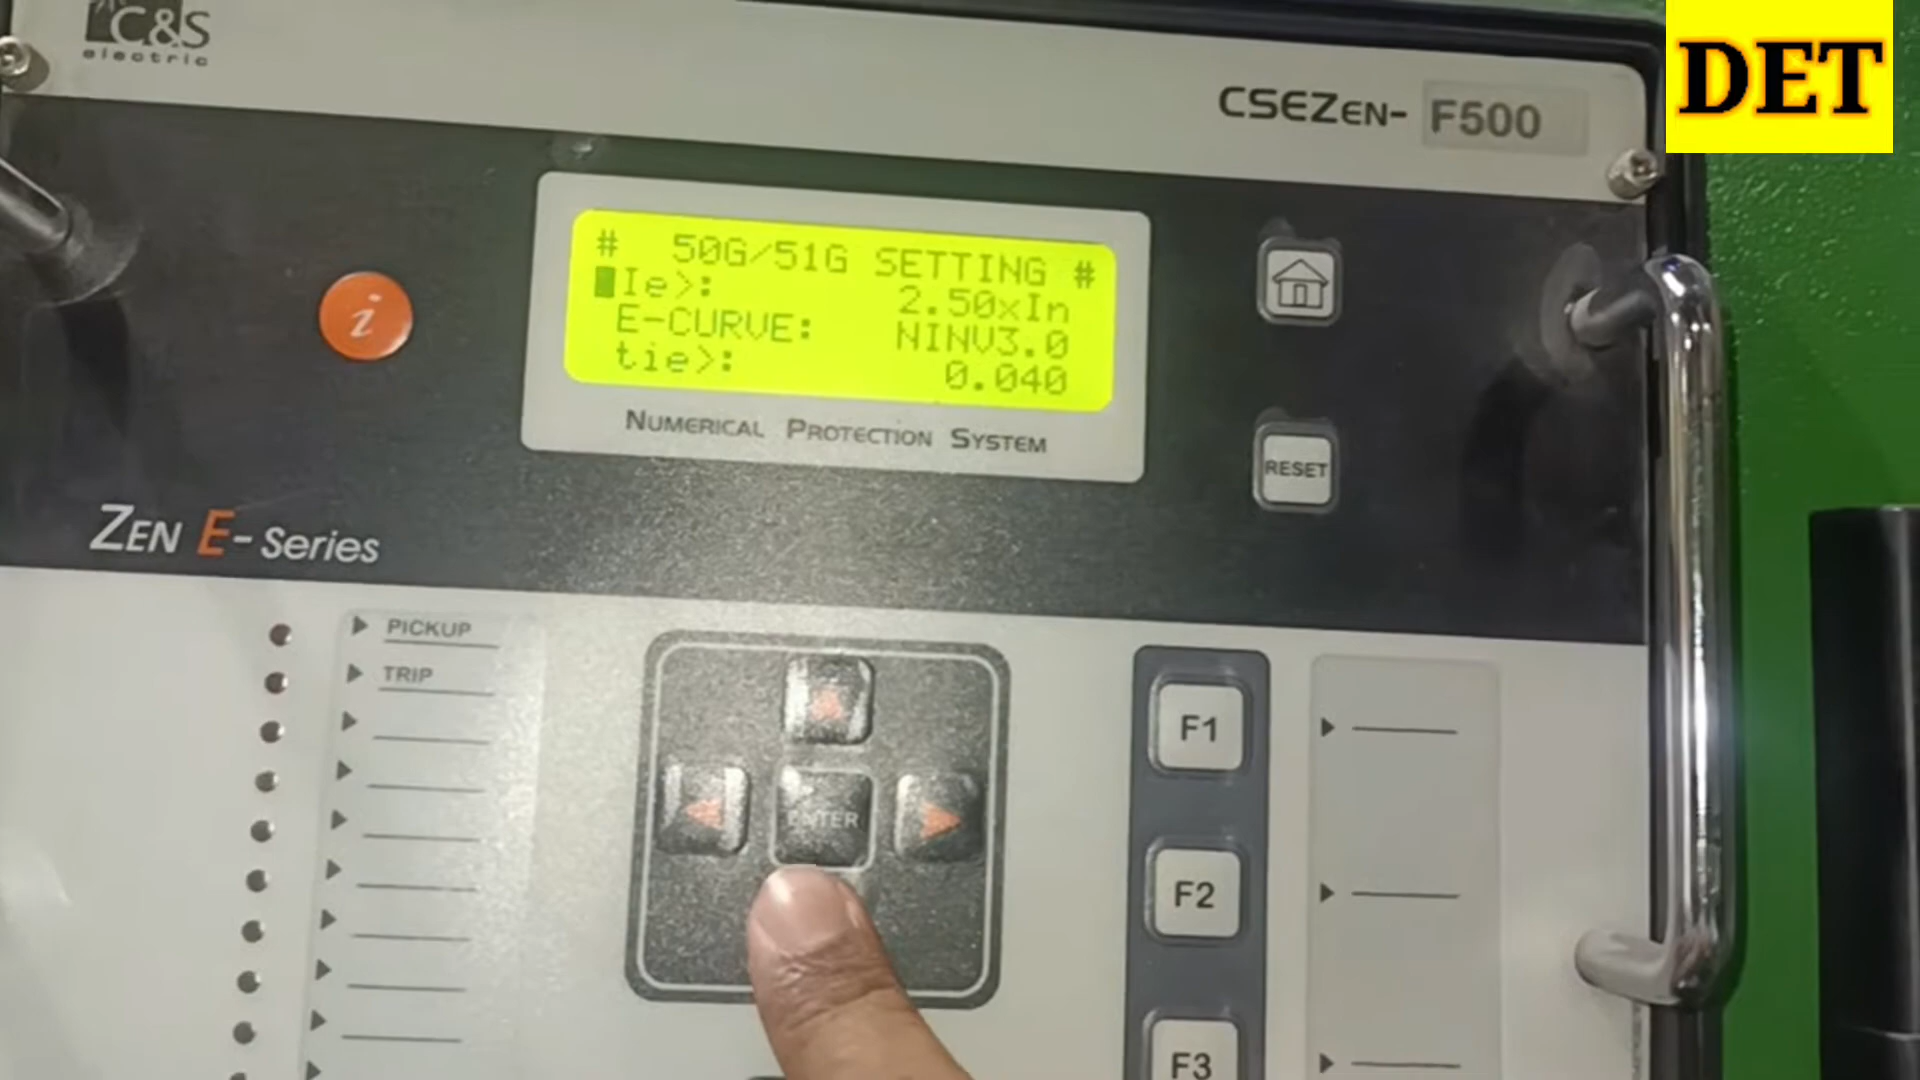 C&S
electric
CSEZEN- F500
DET
# 50G/51G SETTING #
Ie>: 2.50xIn
E-CURVE: NINV3.0
tie>: 0.040
NUMERICAL PROTECTION SYSTEM
i
RESET
ZEN E-Series
PICKUP
TRIP
ENTER
F1
F2
F3